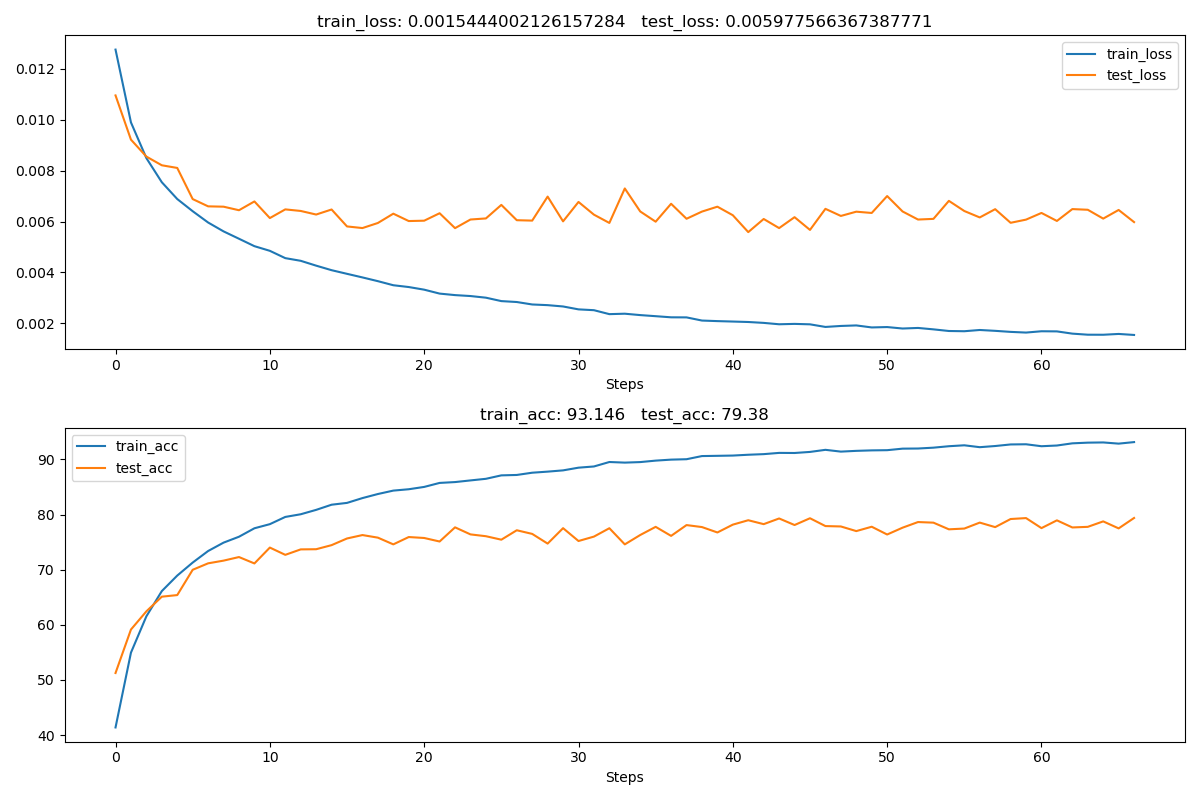 train_loss: 0.0015444002126157284   test_loss: 0.005977566367387771
train_loss
test_loss
0.012
0.010
0.008
0.006
0.004
0.002
0 10 20 30 40 50 60
Steps
train_acc: 93.146   test_acc: 79.38
train_acc
test_acc
90
80
70
60
50
40
0 10 20 30 40 50 60
Steps